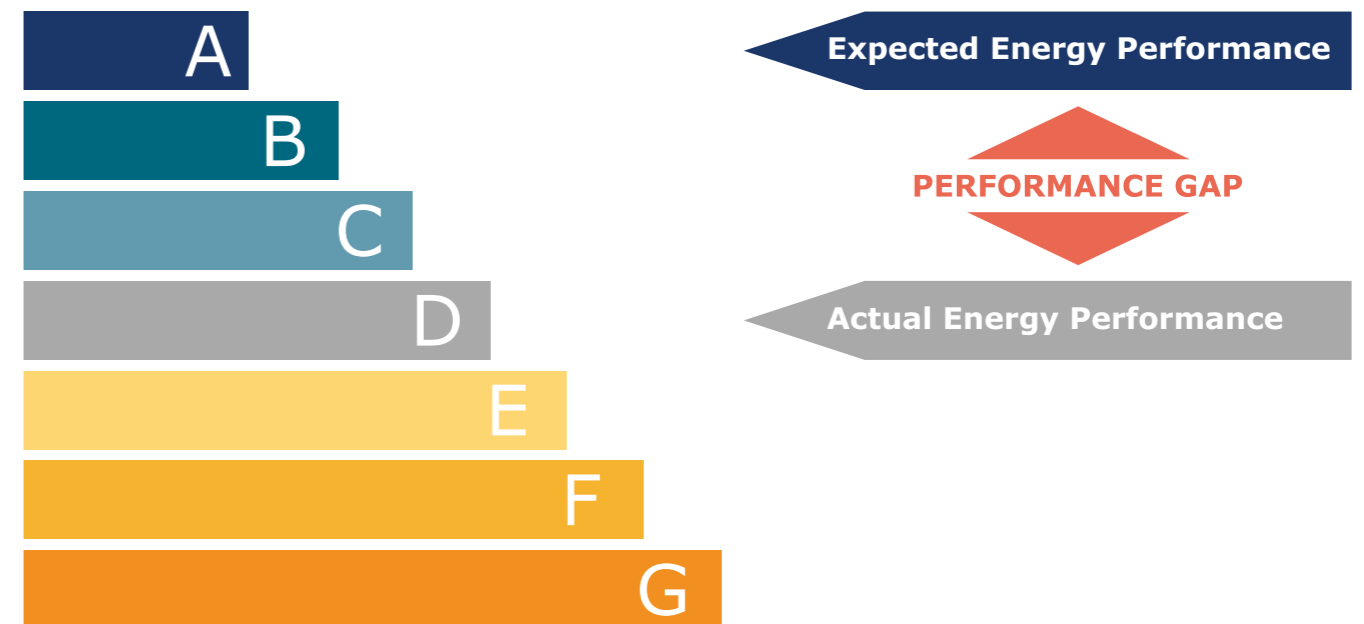 A
Expected Energy Performance
B
PERFORMANCE GAP
C
D
Actual Energy Performance
E
F
G